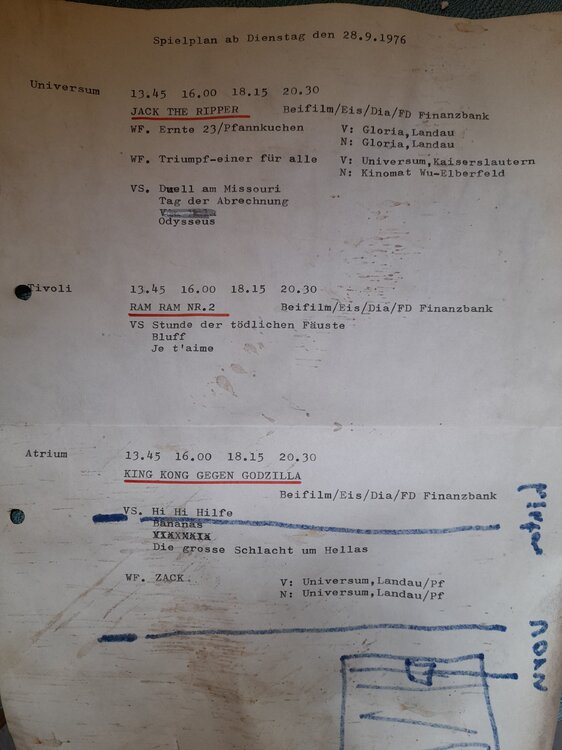 Spielplan ab Dienstag den 28.9.1976
Universum 13.45 16.00 18.15 20.30
JACK THE RIPPER Beifilm/Eis/Dia/FD Finanzbank
WF. Ernte 23/Pfannkuchen V: Gloria,Landau
N: Gloria,Landau
WF. Triumpf-einer für alle V: Universum,Kaiserslautern
N: Kinomat Wu-Elberfeld
VS. Duell am Missouri
Tag der Abrechnung
Odysseus
Tivoli 13.45 16.00 18.15 20.30
RAM RAM NR.2 Beifilm/Eis/Dia/FD Finanzbank
VS Stunde der tödlichen Fäuste
Bluff
Je t'aime
Atrium 13.45 16.00 18.15 20.30
KING KONG GEGEN GODZILLA
Beifilm/Eis/Dia/FD Finanzbank
VS. Hi Hi Hilfe
Bananas
Die grosse Schlacht um Hellas
WF. ZACK. V: Universum,Landau/Pf
N: Universum,Landau/Pf